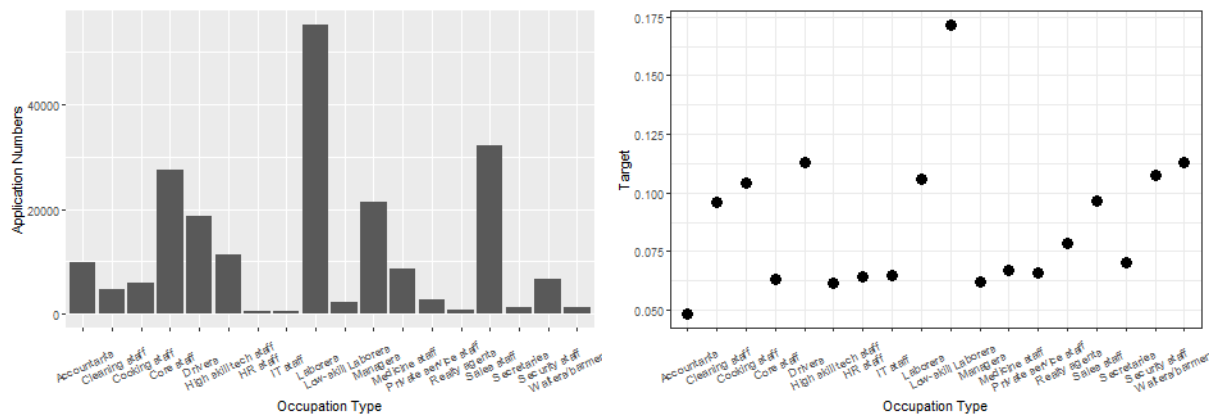 Application Numbers
40000
20000
0
Accountants
Cleaning staff
Cooking staff
Core staff
Drivers
High skill tech staff
HR staff
IT staff
Laborers
Low-skill Laborers
Managers
Medicine staff
Private service staff
Realty agents
Sales staff
Secretaries
Security staff
Waiters/barmen
Occupation Type
Target
0.175
0.150
0.125
0.100
0.075
0.050
Accountants
Cleaning staff
Cooking staff
Core staff
Drivers
High skill tech staff
HR staff
IT staff
Laborers
Low-skill Laborers
Managers
Medicine staff
Private service staff
Realty agents
Sales staff
Secretaries
Security staff
Waiters/barmen
Occupation Type